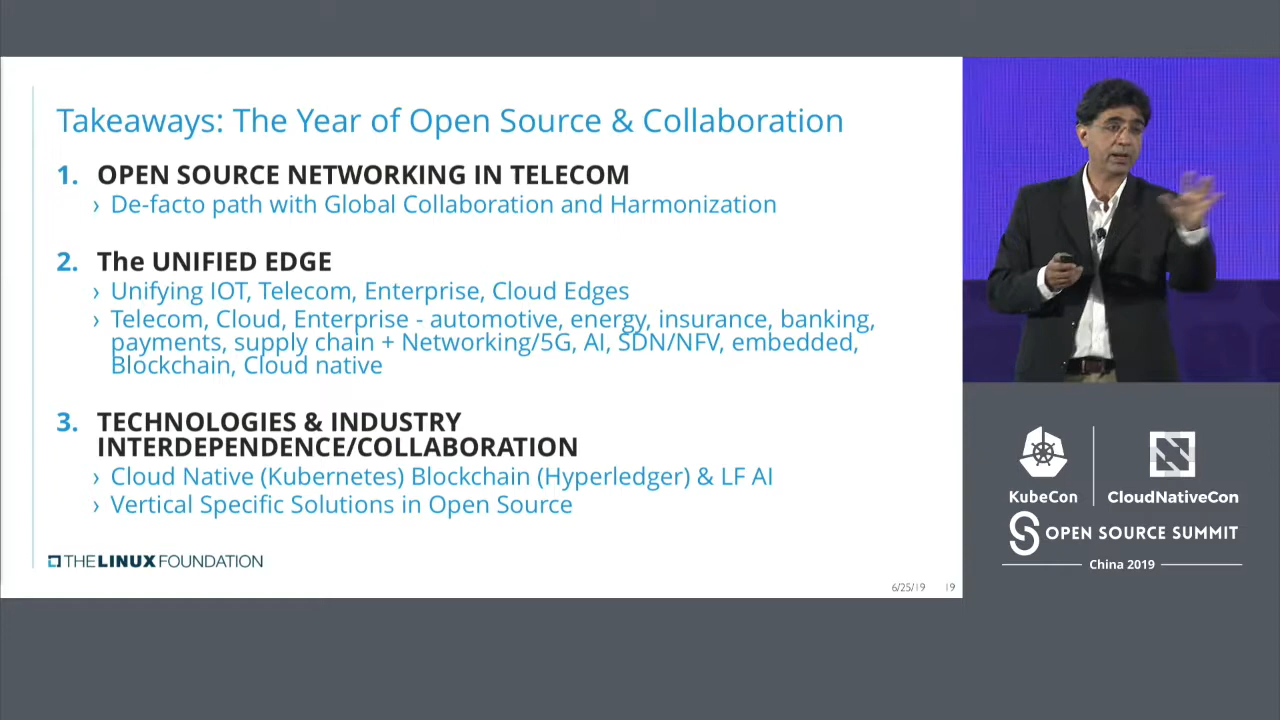 Takeaways: The Year of Open Source & Collaboration
1. OPEN SOURCE NETWORKING IN TELECOM
› De-facto path with Global Collaboration and Harmonization
2. The UNIFIED EDGE
› Unifying IOT, Telecom, Enterprise, Cloud Edges
› Telecom, Cloud, Enterprise - automotive, energy, insurance, banking,
payments, supply chain + Networking/5G, AI, SDN/NFV, embedded,
Blockchain, Cloud native
3. TECHNOLOGIES & INDUSTRY
INTERDEPENDENCE/COLLABORATION
› Cloud Native (Kubernetes) Blockchain (Hyperledger) & LF AI
› Vertical Specific Solutions in Open Source
THE LINUX FOUNDATION
6/25/19 19
KubeCon CloudNativeCon
OPEN SOURCE SUMMIT
China 2019